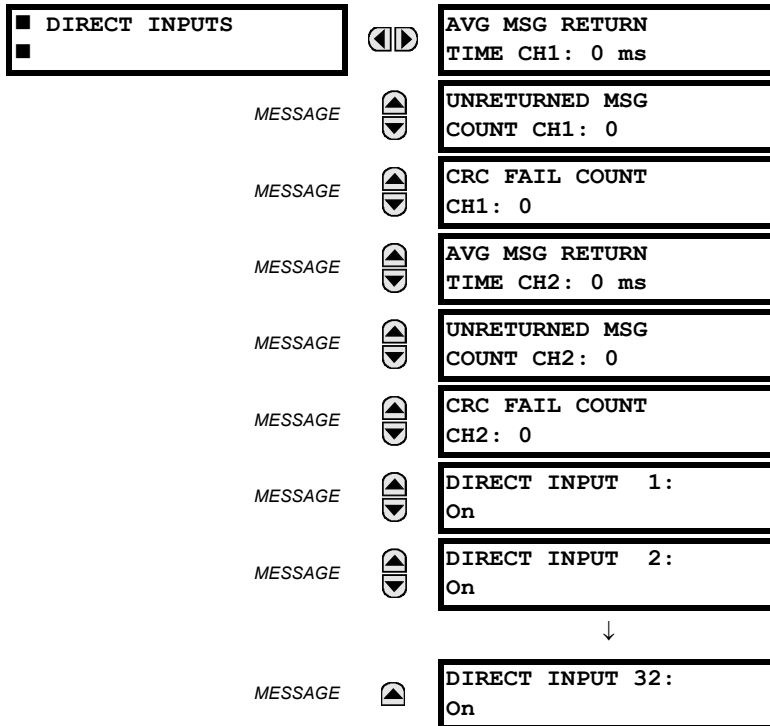 ■ DIRECT INPUTS
■
AVG MSG RETURN
TIME CH1: 0 ms
MESSAGE
UNRETURNED MSG
COUNT CH1: 0
MESSAGE
CRC FAIL COUNT
CH1: 0
MESSAGE
AVG MSG RETURN
TIME CH2: 0 ms
MESSAGE
UNRETURNED MSG
COUNT CH2: 0
MESSAGE
CRC FAIL COUNT
CH2: 0
MESSAGE
DIRECT INPUT 1:
On
MESSAGE
DIRECT INPUT 2:
On
↓
MESSAGE
DIRECT INPUT 32:
On